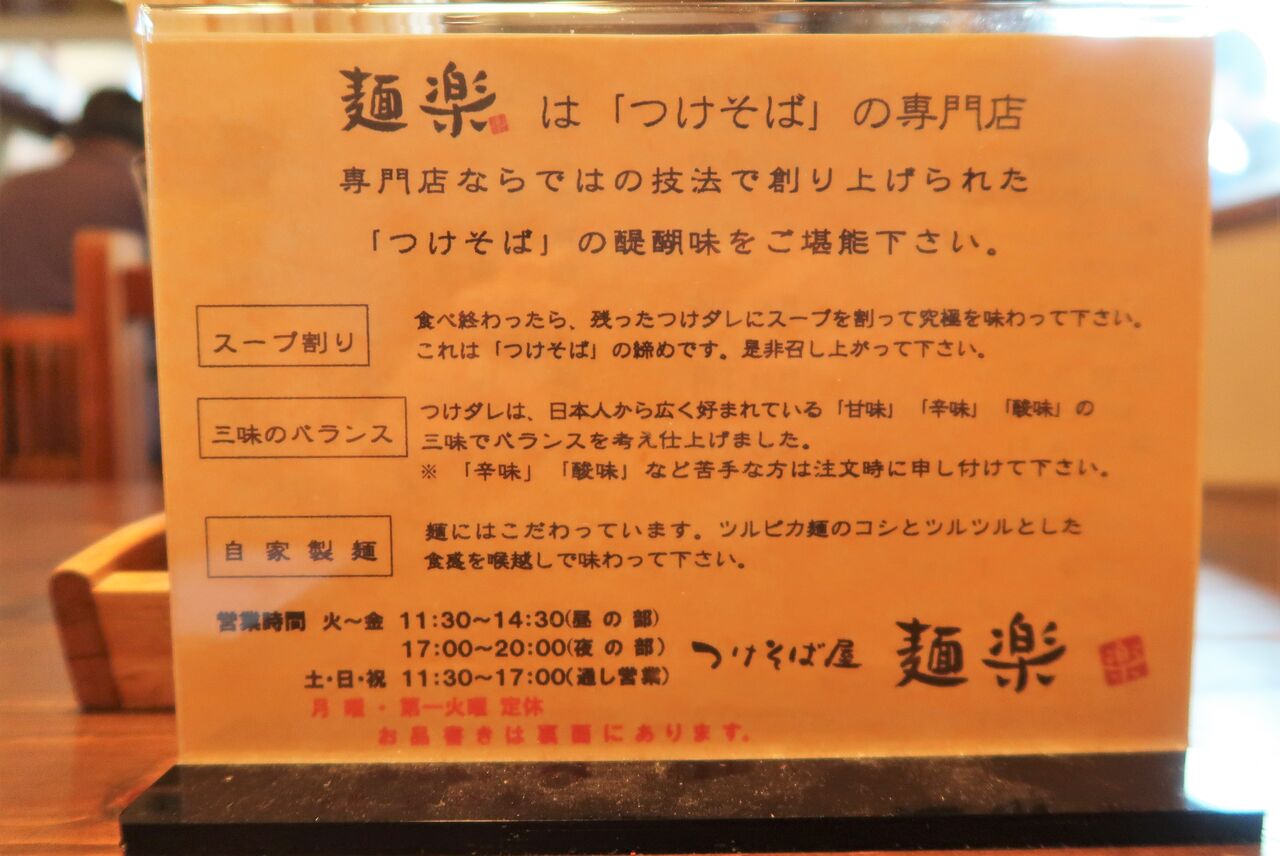 麺楽 は「つけそば」の専門店
専門店ならではの技法で創り上げられた
「つけそば」の醍醐味をご堪能下さい。
スープ割り
食べ終わったら、残ったつけダレにスープを割って究極を味わって下さい。
これは「つけそば」の締めです。是非召し上がって下さい。
三味のバランス
つけダレは、日本人から広く好まれている「甘味」「辛味」「酸味」の
三味でバランスを考え仕上げました。
※ 「辛味」「酸味」など苦手な方は注文時に申し付けて下さい。
自家製麺
麺にはこだわっています。ツルピカ麺のコシとツルツルとした
食感を喉越しで味わって下さい。
営業時間 火～金 11:30～14:30(昼の部)
17:00～20:00(夜の部)
土・日・祝 11:30～17:00(通し営業)
月曜・第一火曜 定休
お品書きは裏面にあります。
つけそば屋 麺楽